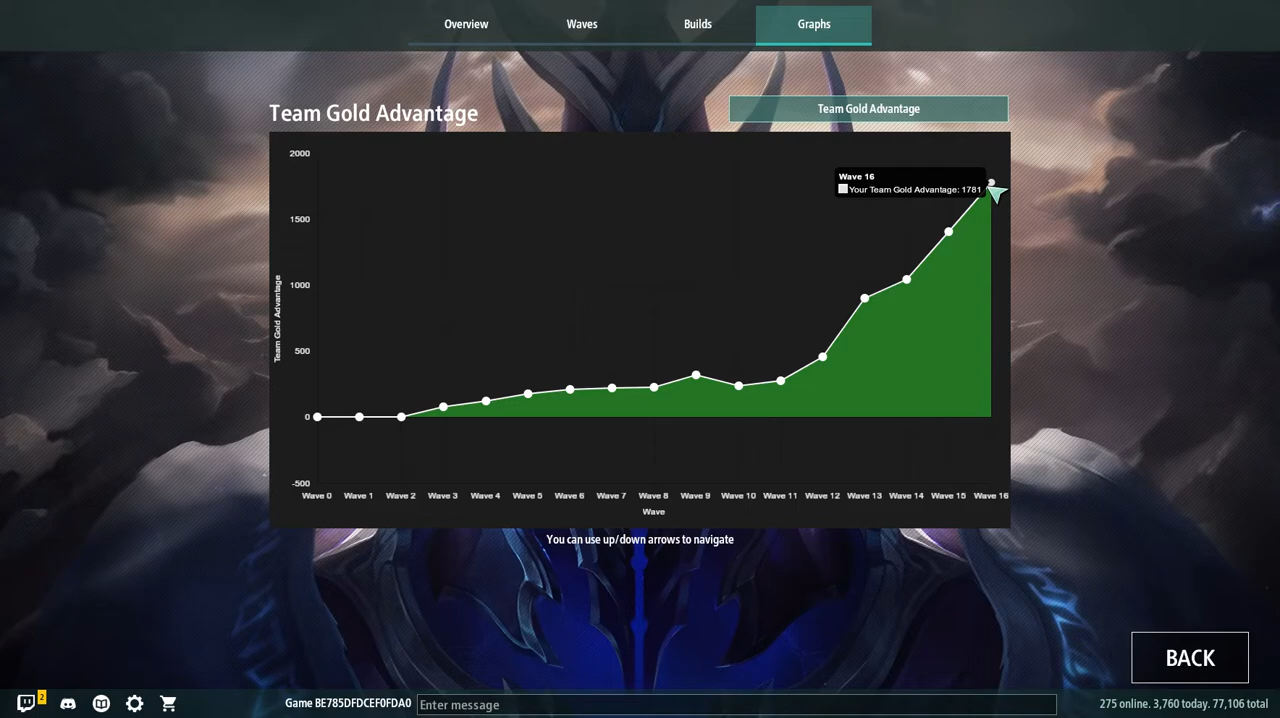 Overview Waves Builds Graphs
Team Gold Advantage
Team Gold Advantage
2000
Wave 16
Your Team Gold Advantage: 1781
1500
1000
Team Gold Advantage
500
0
-500
Wave 0 Wave 1 Wave 2 Wave 3 Wave 4 Wave 5 Wave 6 Wave 7 Wave 8 Wave 9 Wave 10 Wave 11 Wave 12 Wave 13 Wave 14 Wave 15 Wave 16
Wave
You can use up/down arrows to navigate
BACK
2
Game BE785DFDCEF0FDA0 Enter message 275 online. 3,760 today. 77,106 total